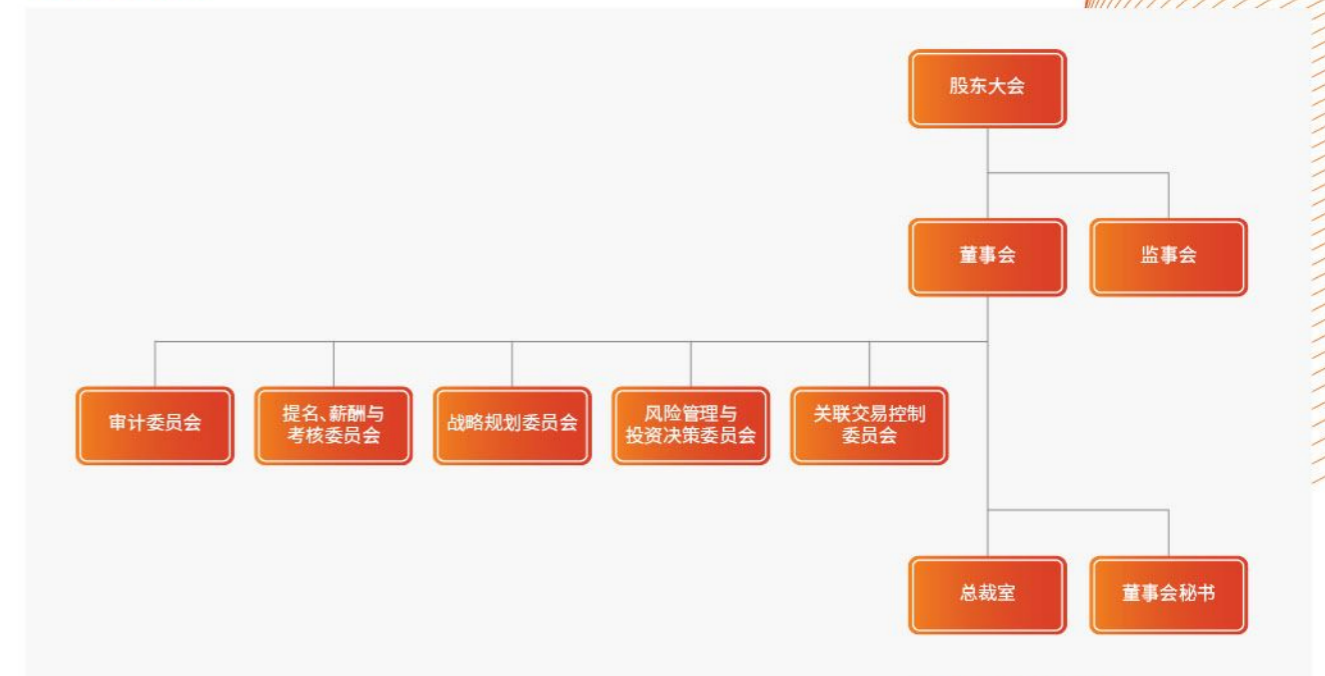 股东大会
董事会
监事会
审计委员会
提名、薪酬与
考核委员会
战略规划委员会
风险管理与
投资决策委员会
关联交易控制
委员会
总裁室
董事会秘书